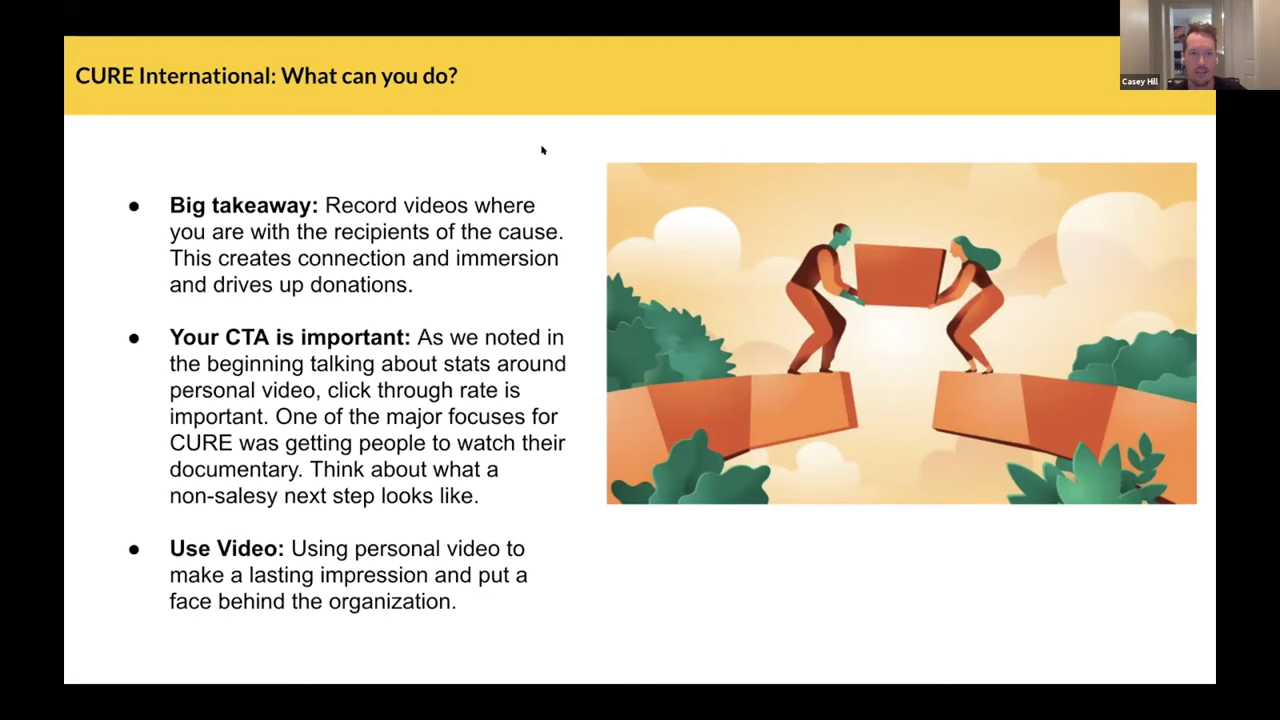 CURE International: What can you do?
Casey Hill
● Big takeaway: Record videos where
you are with the recipients of the cause.
This creates connection and immersion
and drives up donations.
● Your CTA is important: As we noted in
the beginning talking about stats around
personal video, click through rate is
important. One of the major focuses for
CURE was getting people to watch their
documentary. Think about what a
non-salesy next step looks like.
● Use Video: Using personal video to
make a lasting impression and put a
face behind the organization.